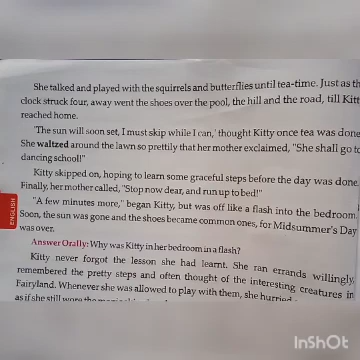 She talked and played with the squirrels and butterflies until tea-time. Just as th
clock struck four, away went the shoes over the pool, the hill and the road, till Kitt
reached home.
'The sun will soon set, I must skip while I can,' thought Kitty once tea was done
She waltzed around the lawn so prettily that her mother exclaimed, "She shall go t
dancing school!"
Kitty skipped on, hoping to learn some graceful steps before the day was done.
Finally, her mother called, "Stop now dear, and run up to bed!"
"A few minutes more," began Kitty, but was off like a flash into the bedroom.
Soon, the sun was gone and the shoes became common ones, for Midsummer's Day
was over.
ENGLISH
Answer Orally: Why was Kitty in her bedroom in a flash?
Kitty never forgot the lesson she had learnt. She ran errands willingly,
remembered the pretty steps and often thought of the interesting creatures in
Fairyland. Whenever she was allowed to play with them, she hurried
as if she still wore the
InShOt